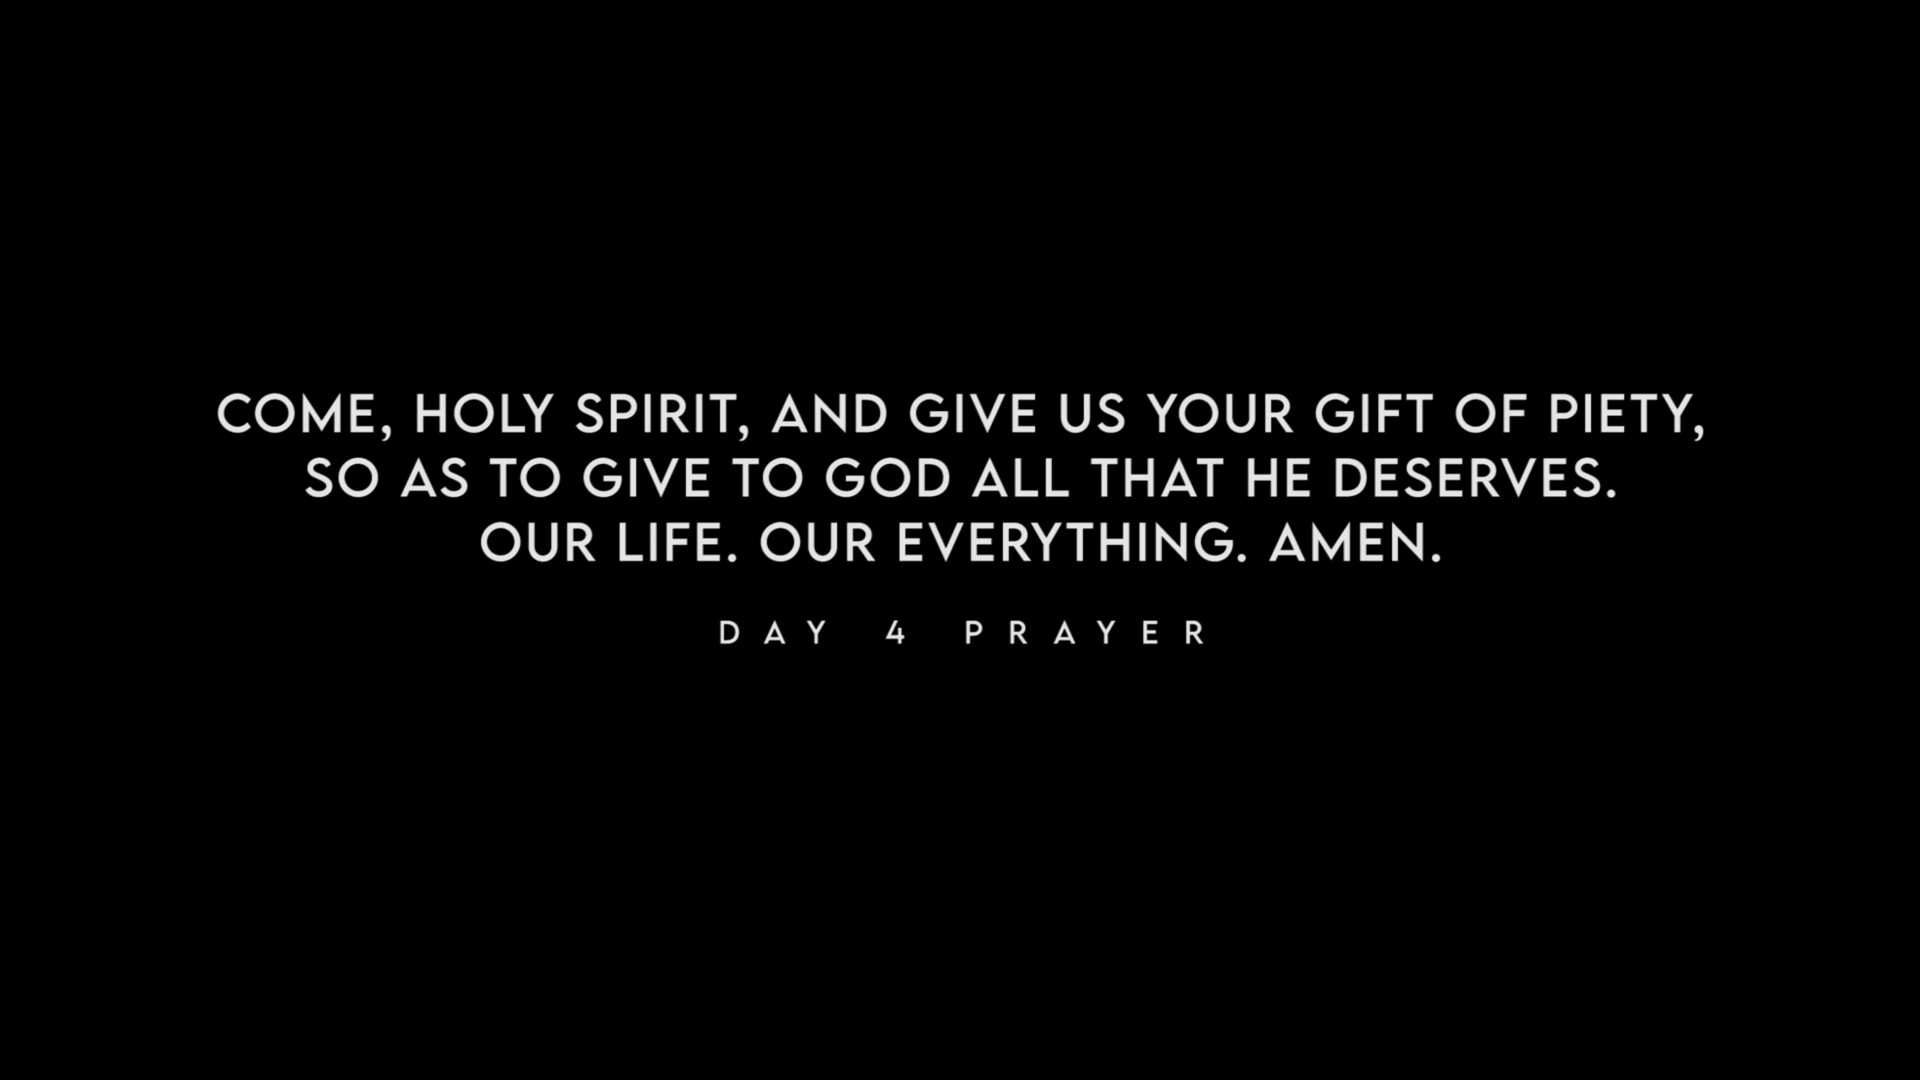 COME, HOLY SPIRIT, AND GIVE US YOUR GIFT OF PIETY,
SO AS TO GIVE TO GOD ALL THAT HE DESERVES.
OUR LIFE. OUR EVERYTHING. AMEN.
DAY 4 PRAYER